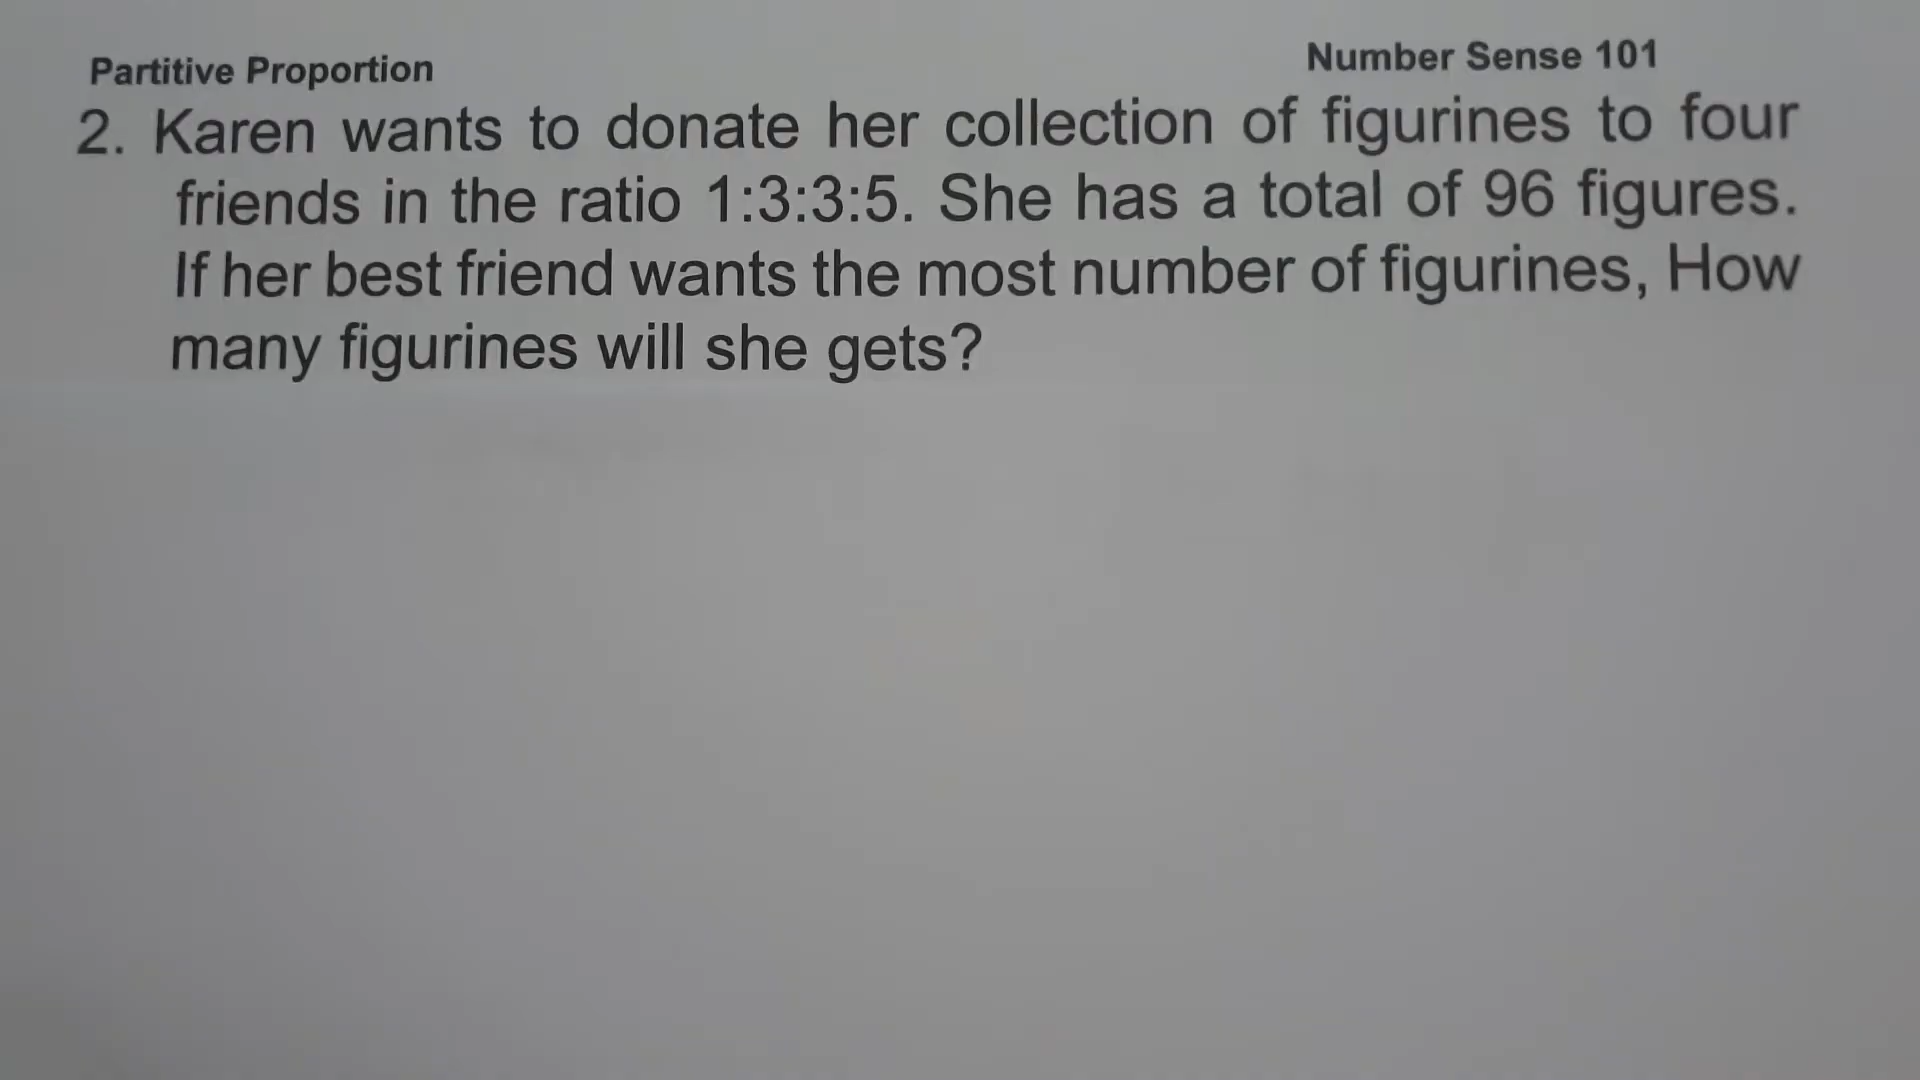 Partitive Proportion
Number Sense 101
2. Karen wants to donate her collection of figurines to four
friends in the ratio 1:3:3:5. She has a total of 96 figures.
If her best friend wants the most number of figurines, How
many figurines will she gets?